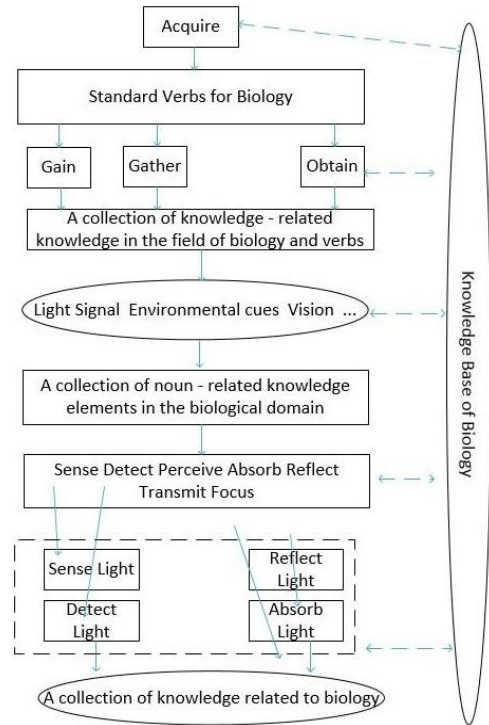 Acquire
Standard Verbs for Biology
Gain
Gather
Obtain
A collection of knowledge - related
knowledge in the field of biology and verbs
Light Signal Environmental cues Vision ...
A collection of noun - related knowledge
elements in the biological domain
Sense Detect Perceive Absorb Reflect
Transmit Focus
Sense Light
Reflect
Light
Detect
Light
Absorb
Light
A collection of knowledge related to biology
Knowledge Base of Biology